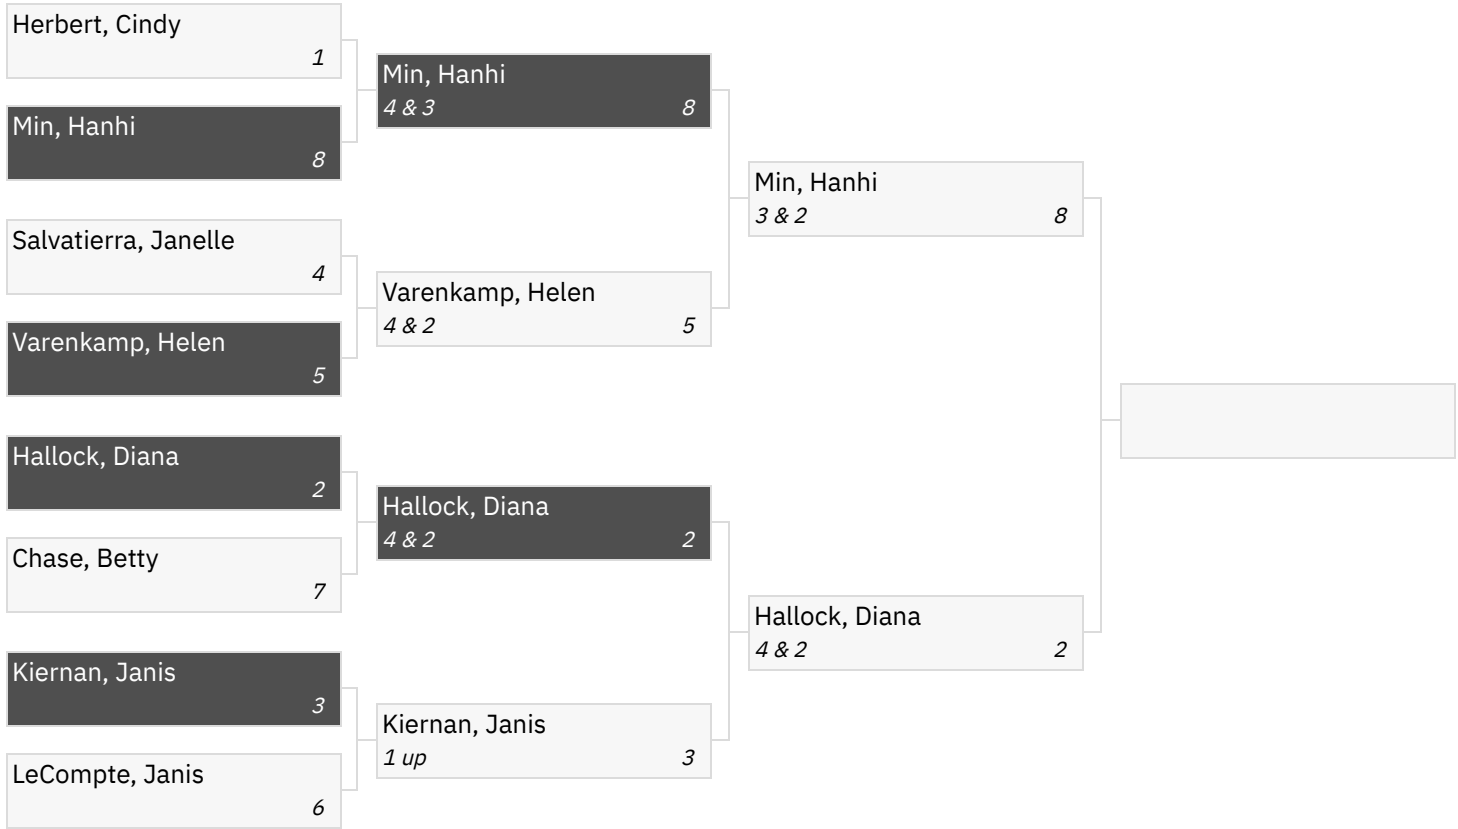 Herbert, Cindy
1
Min, Hanhi
8
Salvatierra, Janelle
4
Varenkamp, Helen
5
Hallock, Diana
2
Chase, Betty
7
Kiernan, Janis
3
LeCompte, Janis
6
Min, Hanhi
4 & 3 8
Varenkamp, Helen
4 & 2 5
Hallock, Diana
4 & 2 2
Kiernan, Janis
1 up 3
Min, Hanhi
3 & 2 8
Hallock, Diana
4 & 2 2